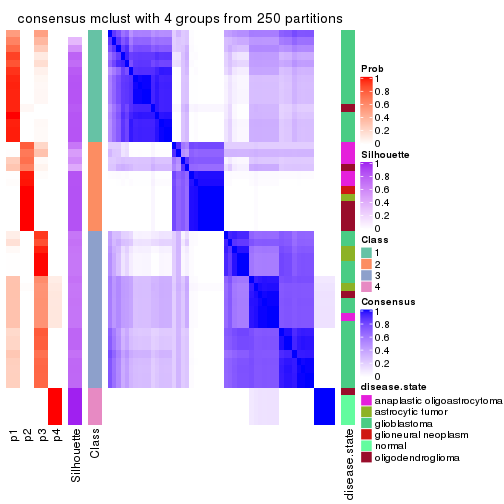 consensus mclust with 4 groups from 250 partitions
Prob
1
0.8
0.6
0.4
0.2
0
Silhouette
1
0.8
0.6
0.4
0.2
0
Class
1
2
3
4
Consensus
1
0.8
0.6
0.4
0.2
0
disease.state
anaplastic oligoastrocytoma
astrocytic tumor
glioblastoma
glioneural neoplasm
normal
oligodendroglioma
p1
p2
p3
p4
Silhouette
Class
disease.state